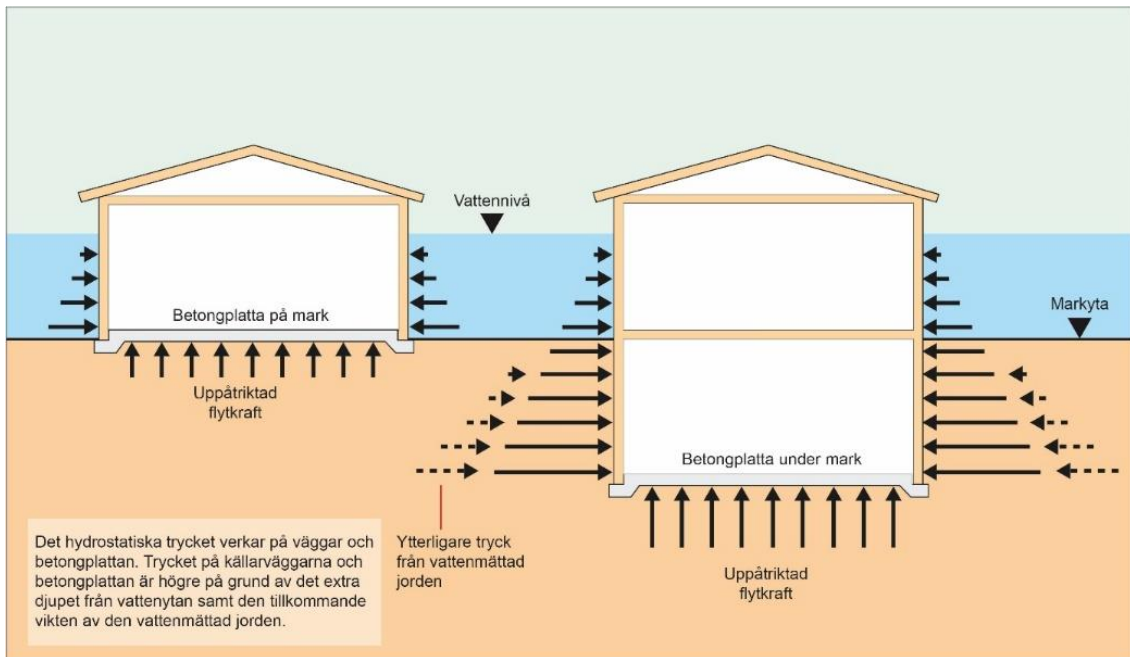 Vattennivå
Betongplatta på mark
Markyta
Uppåtriktad
flytkraft
Betongplatta under mark
Det hydrostatiska trycket verkar på väggar och
betongplattan. Trycket på källarväggarna och
betongplattan är högre på grund av det extra
djupet från vattenytan samt den tillkommande
vikten av den vattenmättad jorden.
Ytterligare tryck
från vattenmättad
jorden
Uppåtriktad
flytkraft